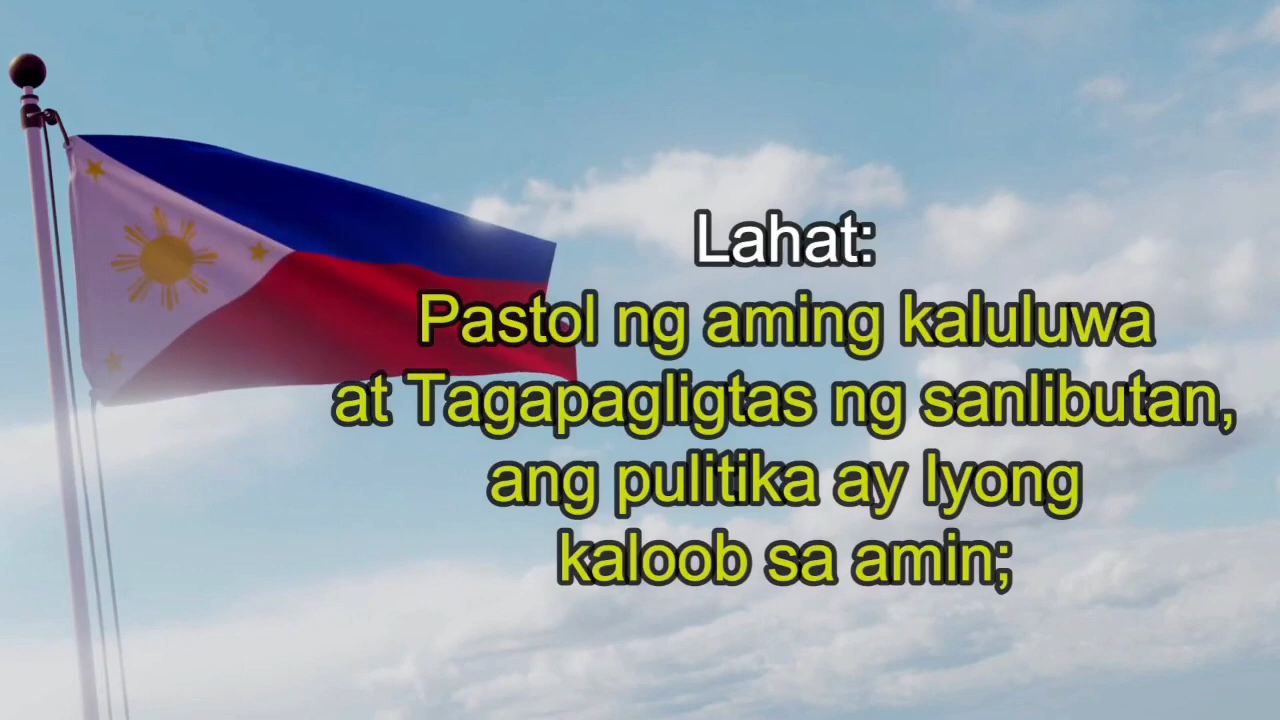 Lahat:
Pastol ng aming kaluluwa
at Tagapagligtas ng sanlibutan,
ang pulitika ay Iyong
kaloob sa amin;